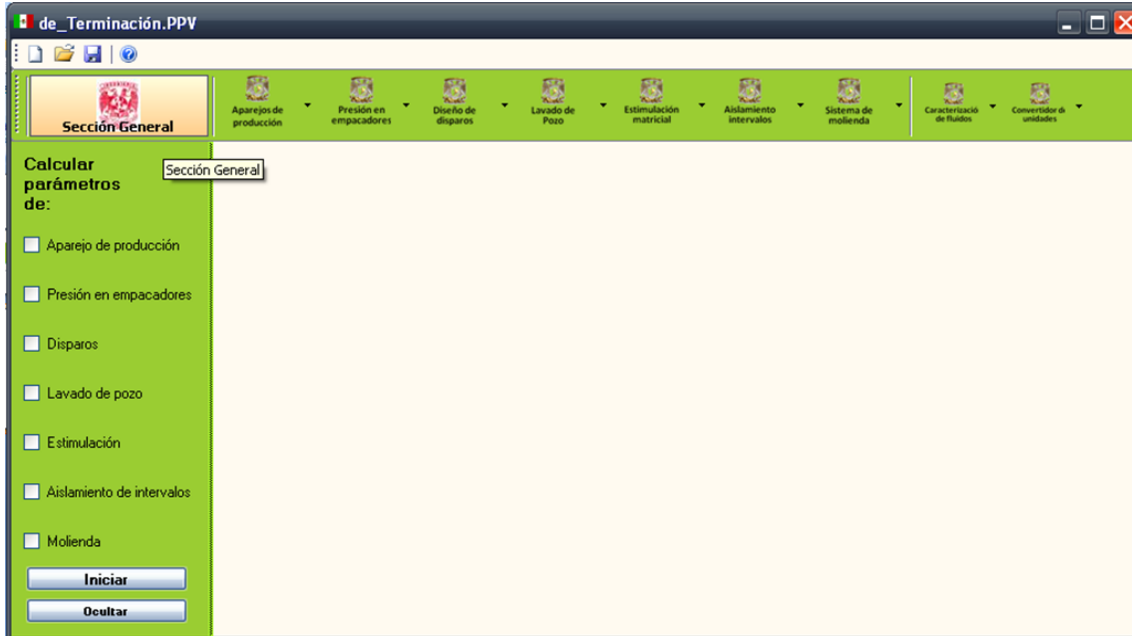 de_Terminación.PPV
Sección General
Aparejos de
producción
Presión en
empacadores
Diseño de
disparos
Lavado de
Pozo
Estimulación
matricial
Aislamiento
intervalos
Sistema de
molienda
Caracterizació
de fluidos
Convertidor d
unidades
Calcular
parámetros
de:
Sección General
Aparejo de producción
Presión en empacadores
Disparos
Lavado de pozo
Estimulación
Aislamiento de intervalos
Molienda
Iniciar
Ocultar